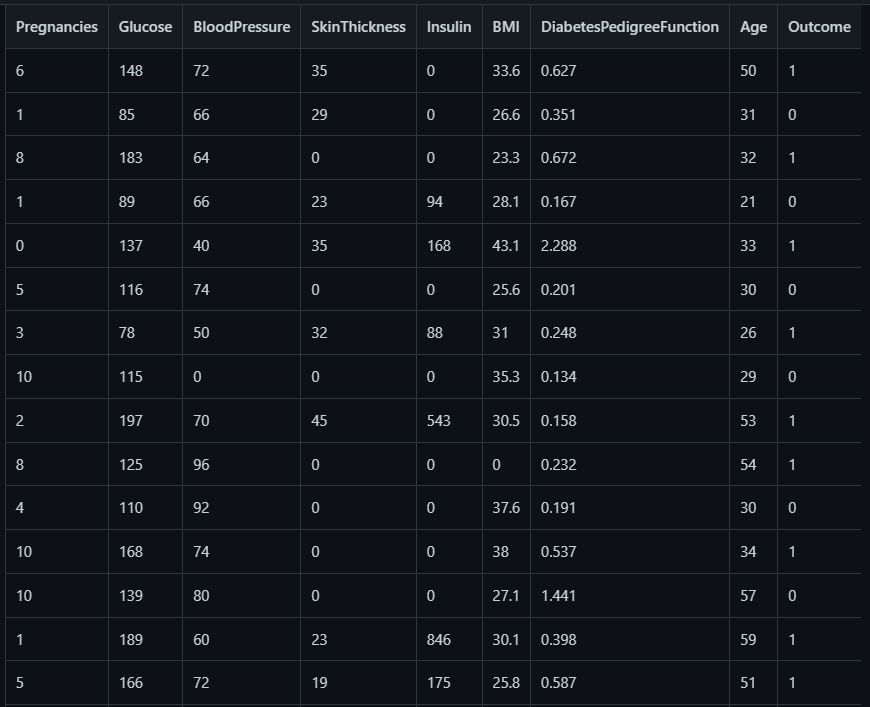 Pregnancies Glucose BloodPressure SkinThickness Insulin BMI DiabetesPedigreeFunction Age Outcome
6 148 72 35 0 33.6 0.627 50 1
1 85 66 29 0 26.6 0.351 31 0
8 183 64 0 0 23.3 0.672 32 1
1 89 66 23 94 28.1 0.167 21 0
0 137 40 35 168 43.1 2.288 33 1
5 116 74 0 0 25.6 0.201 30 0
3 78 50 32 88 31 0.248 26 1
10 115 0 0 0 35.3 0.134 29 0
2 197 70 45 543 30.5 0.158 53 1
8 125 96 0 0 0 0.232 54 1
4 110 92 0 0 37.6 0.191 30 0
10 168 74 0 0 38 0.537 34 1
10 139 80 0 0 27.1 1.441 57 0
1 189 60 23 846 30.1 0.398 59 1
5 166 72 19 175 25.8 0.587 51 1